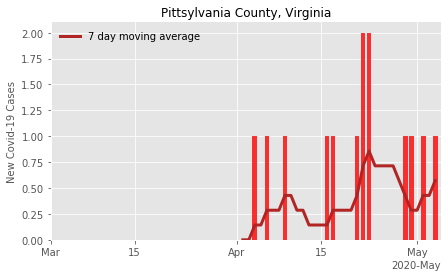 Pittsylvania County, Virginia
7 day moving average
New Covid-19 Cases
2.00
1.75
1.50
1.25
1.00
0.75
0.50
0.25
0.00
Mar 15 Apr 15 May
2020-May